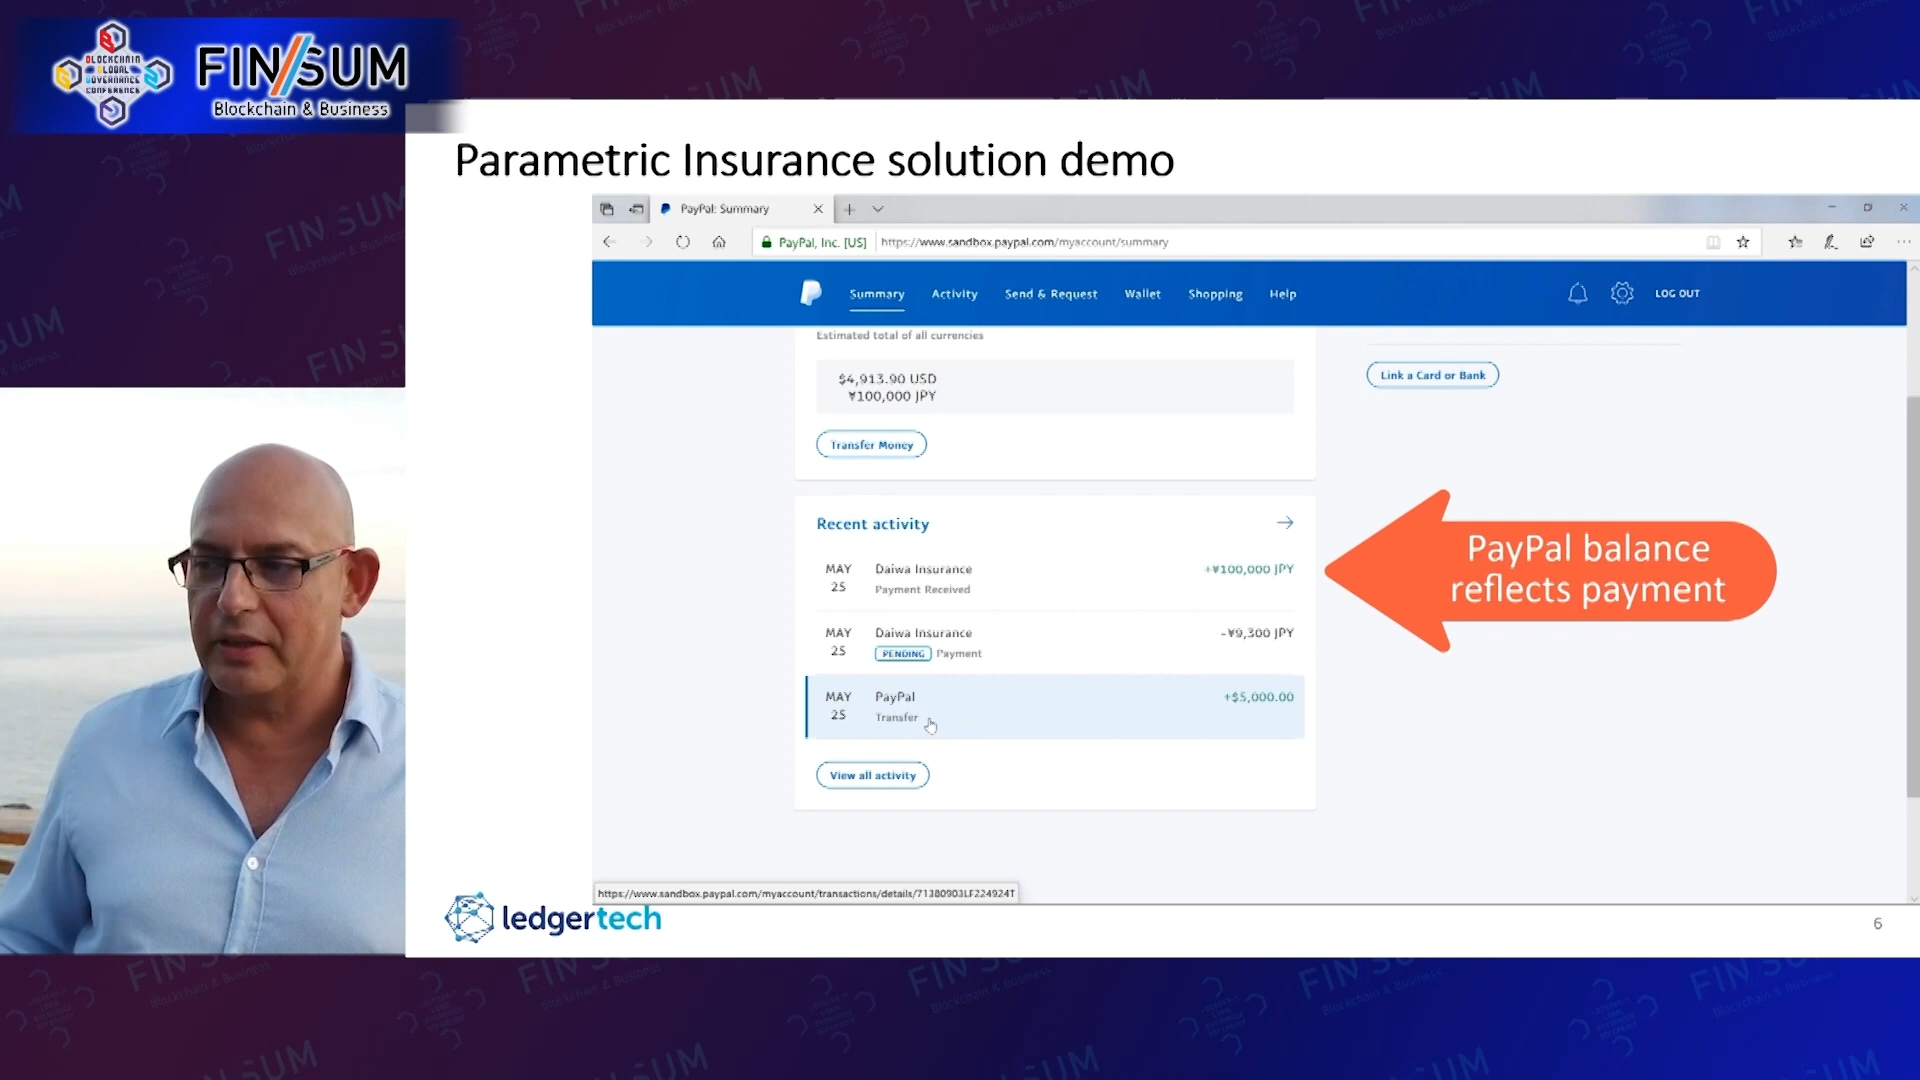 BLOCKCHAIN
GLOBAL
GOVERNANCE
CONFERENCE
FIN/SUM
Blockchain & Business
Parametric Insurance solution demo
PayPal: Summary
PayPal, Inc. [US]
https://www.sandbox.paypal.com/myaccount/summary
Summary
Activity
Send & Request
Wallet
Shopping
Help
LOG OUT
Estimated total of all currencies
$4,913.90 USD
¥100,000 JPY
Transfer Money
Link a Card or Bank
Recent activity
MAY
25
Daiwa Insurance
Payment Received
+¥100,000 JPY
MAY
25
Daiwa Insurance
PENDING Payment
-¥9,300 JPY
MAY
25
PayPal
Transfer
+$5,000.00
View all activity
PayPal balance
reflects payment
https://www.sandbox.paypal.com/myaccount/transactions/details/71380903LF224924T
ledgertech
6